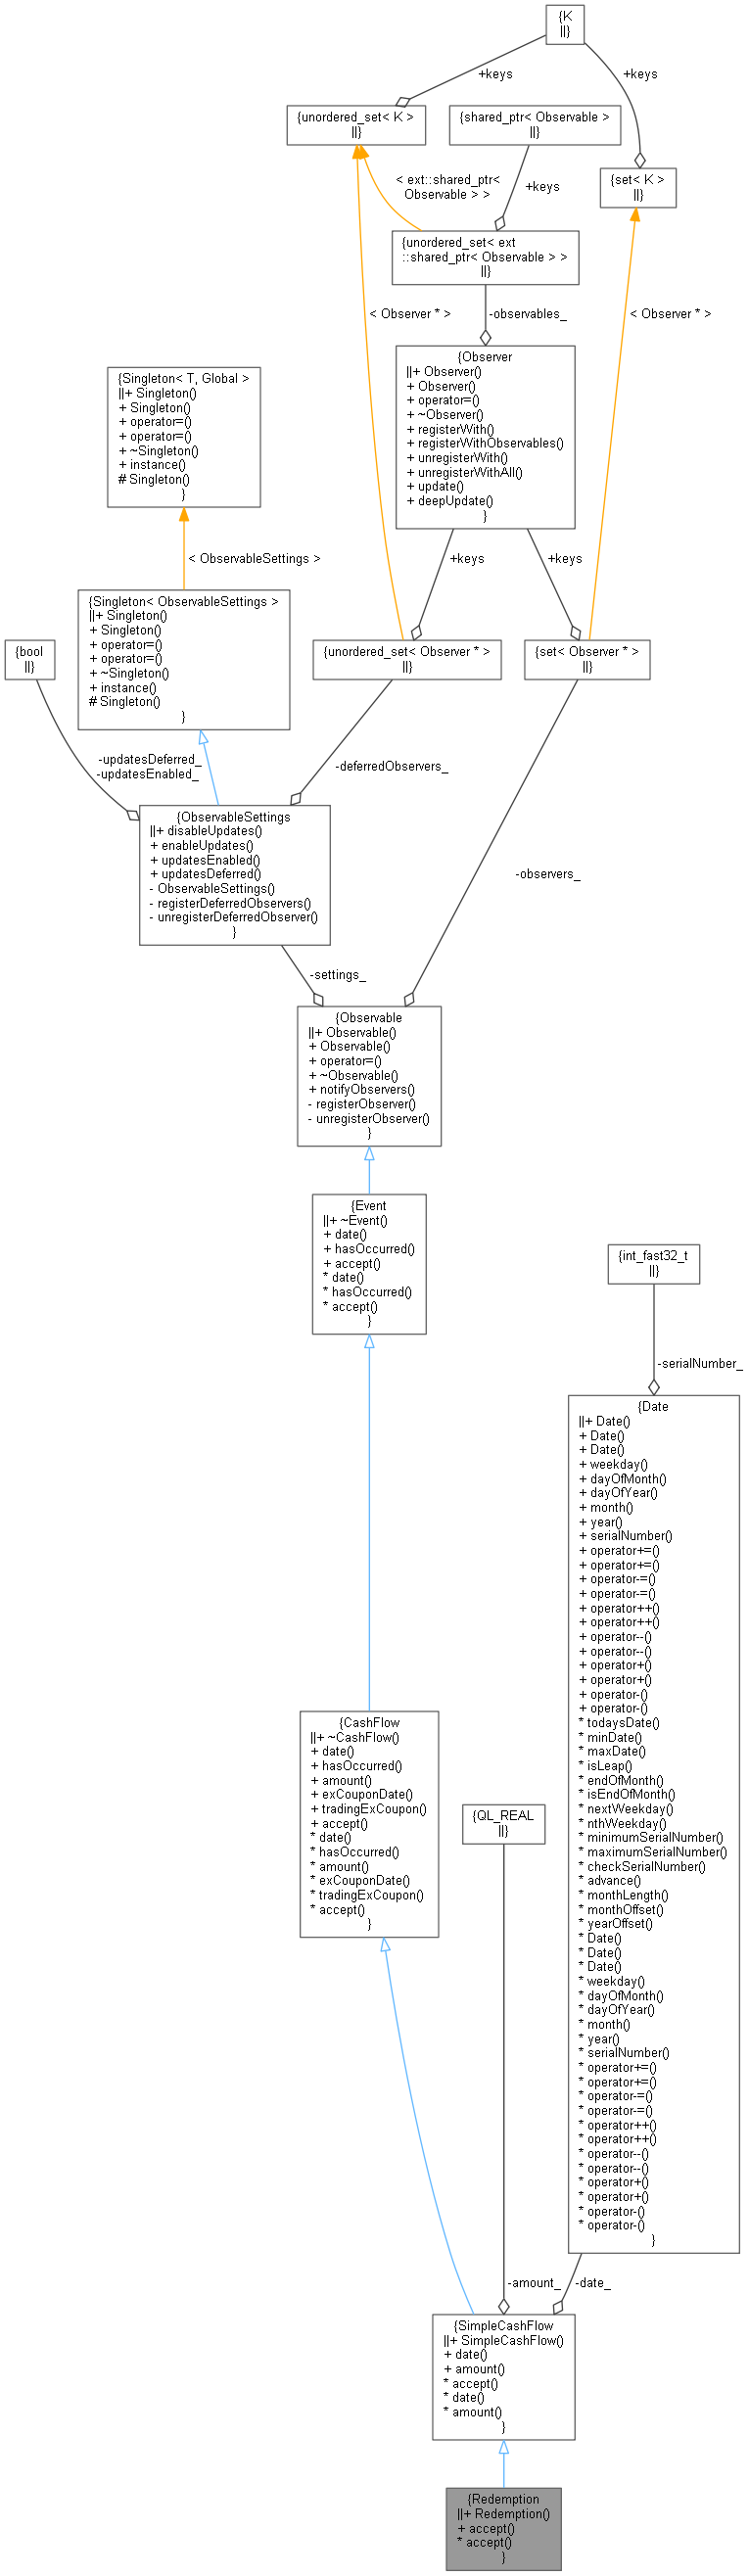 {K
||}
+keys
+keys
{unordered_set< K >
||}
{shared_ptr< Observable >
||}
{set< K >
||}
< ext::shared_ptr<
Observable > >
+keys
{unordered_set< ext
::shared_ptr< Observable > >
||}
< Observer * >
-observables_
< Observer * >
{Observer
||+ Observer()
+ Observer()
+ operator=()
+ ~Observer()
+ registerWith()
+ registerWithObservables()
+ unregisterWith()
+ unregisterWithAll()
+ update()
+ deepUpdate()
}
{Singleton< T, Global >
||+ Singleton()
+ Singleton()
+ operator=()
+ operator=()
+ ~Singleton()
+ instance()
# Singleton()
}
< ObservableSettings >
+keys
+keys
{Singleton< ObservableSettings >
||+ Singleton()
+ Singleton()
+ operator=()
+ operator=()
+ ~Singleton()
+ instance()
# Singleton()
}
{bool
||}
{unordered_set< Observer * >
||}
{set< Observer * >
||}
-updatesDeferred_
-updatesEnabled_
-deferredObservers_
{ObservableSettings
||+ disableUpdates()
+ enableUpdates()
+ updatesEnabled()
+ updatesDeferred()
- ObservableSettings()
- registerDeferredObservers()
- unregisterDeferredObserver()
}
-observers_
-settings_
{Observable
||+ Observable()
+ Observable()
+ operator=()
+ ~Observable()
+ notifyObservers()
- registerObserver()
- unregisterObserver()
}
{Event
||+ ~Event()
+ date()
+ hasOccurred()
+ accept()
* date()
* hasOccurred()
* accept()
}
{int_fast32_t
||}
-serialNumber_
{Date
||+ Date()
+ Date()
+ Date()
+ weekday()
+ dayOfMonth()
+ dayOfYear()
+ month()
+ year()
+ serialNumber()
+ operator+=()
+ operator+=()
+ operator-=()
+ operator-=()
+ operator++()
+ operator++()
+ operator--()
+ operator--()
+ operator+()
+ operator+()
+ operator-()
+ operator-()
* todaysDate()
* minDate()
* maxDate()
* isLeap()
* endOfMonth()
* isEndOfMonth()
* nextWeekday()
* nthWeekday()
* minimumSerialNumber()
* maximumSerialNumber()
* checkSerialNumber()
* advance()
* monthLength()
* monthOffset()
* yearOffset()
* Date()
* Date()
* Date()
* weekday()
* dayOfMonth()
* dayOfYear()
* month()
* year()
* serialNumber()
* operator+=()
* operator+=()
* operator-=()
* operator-=()
* operator++()
* operator++()
* operator--()
* operator--()
* operator+()
* operator+()
* operator-()
* operator-()
}
{CashFlow
||+ ~CashFlow()
+ date()
+ hasOccurred()
+ amount()
+ exCouponDate()
+ tradingExCoupon()
+ accept()
* date()
* hasOccurred()
* amount()
* exCouponDate()
* tradingExCoupon()
* accept()
}
{QL_REAL
||}
-amount_
-date_
{SimpleCashFlow
||+ SimpleCashFlow()
+ date()
+ amount()
* accept()
* date()
* amount()
}
{Redemption
||+ Redemption()
+ accept()
* accept()
}